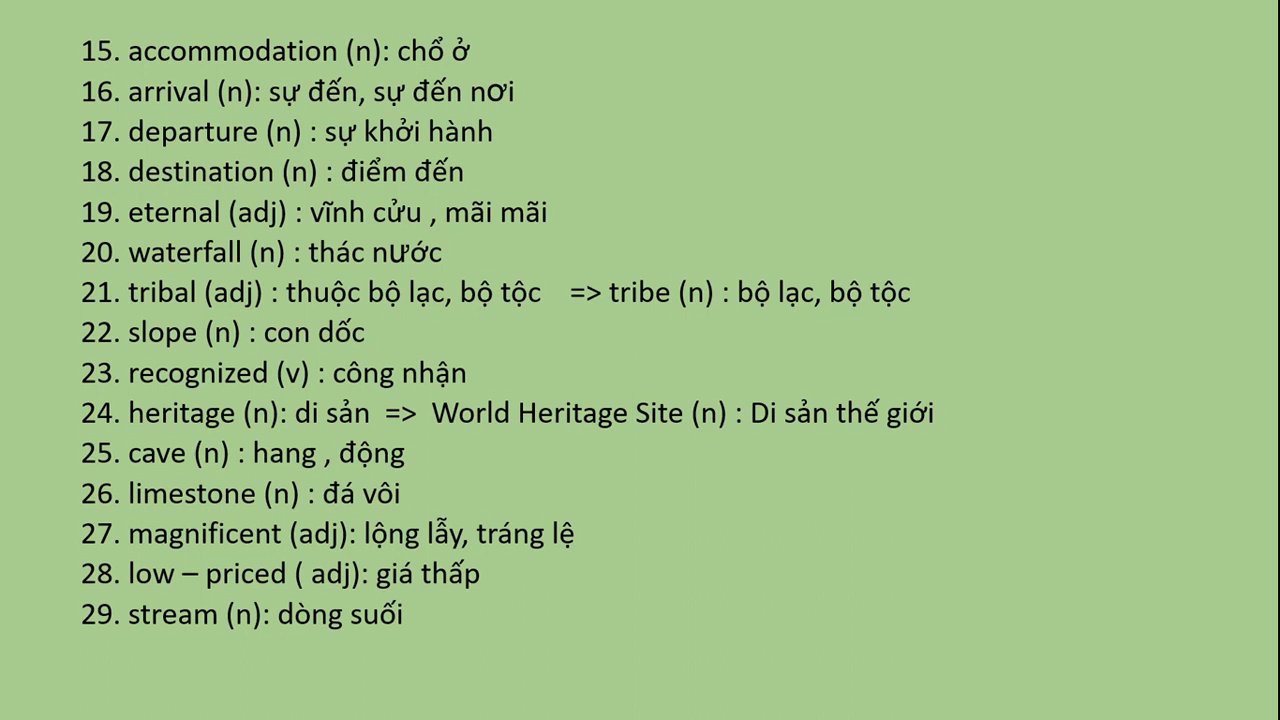 15. accommodation (n): chổ ở
16. arrival (n): sự đến, sự đến nơi
17. departure (n) : sự khởi hành
18. destination (n) : điểm đến
19. eternal (adj) : vĩnh cửu , mãi mãi
20. waterfall (n) : thác nước
21. tribal (adj) : thuộc bộ lạc, bộ tộc => tribe (n) : bộ lạc, bộ tộc
22. slope (n) : con dốc
23. recognized (v) : công nhận
24. heritage (n): di sản => World Heritage Site (n) : Di sản thế giới
25. cave (n) : hang , động
26. limestone (n) : đá vôi
27. magnificent (adj): lộng lẫy, tráng lệ
28. low – priced ( adj): giá thấp
29. stream (n): dòng suối